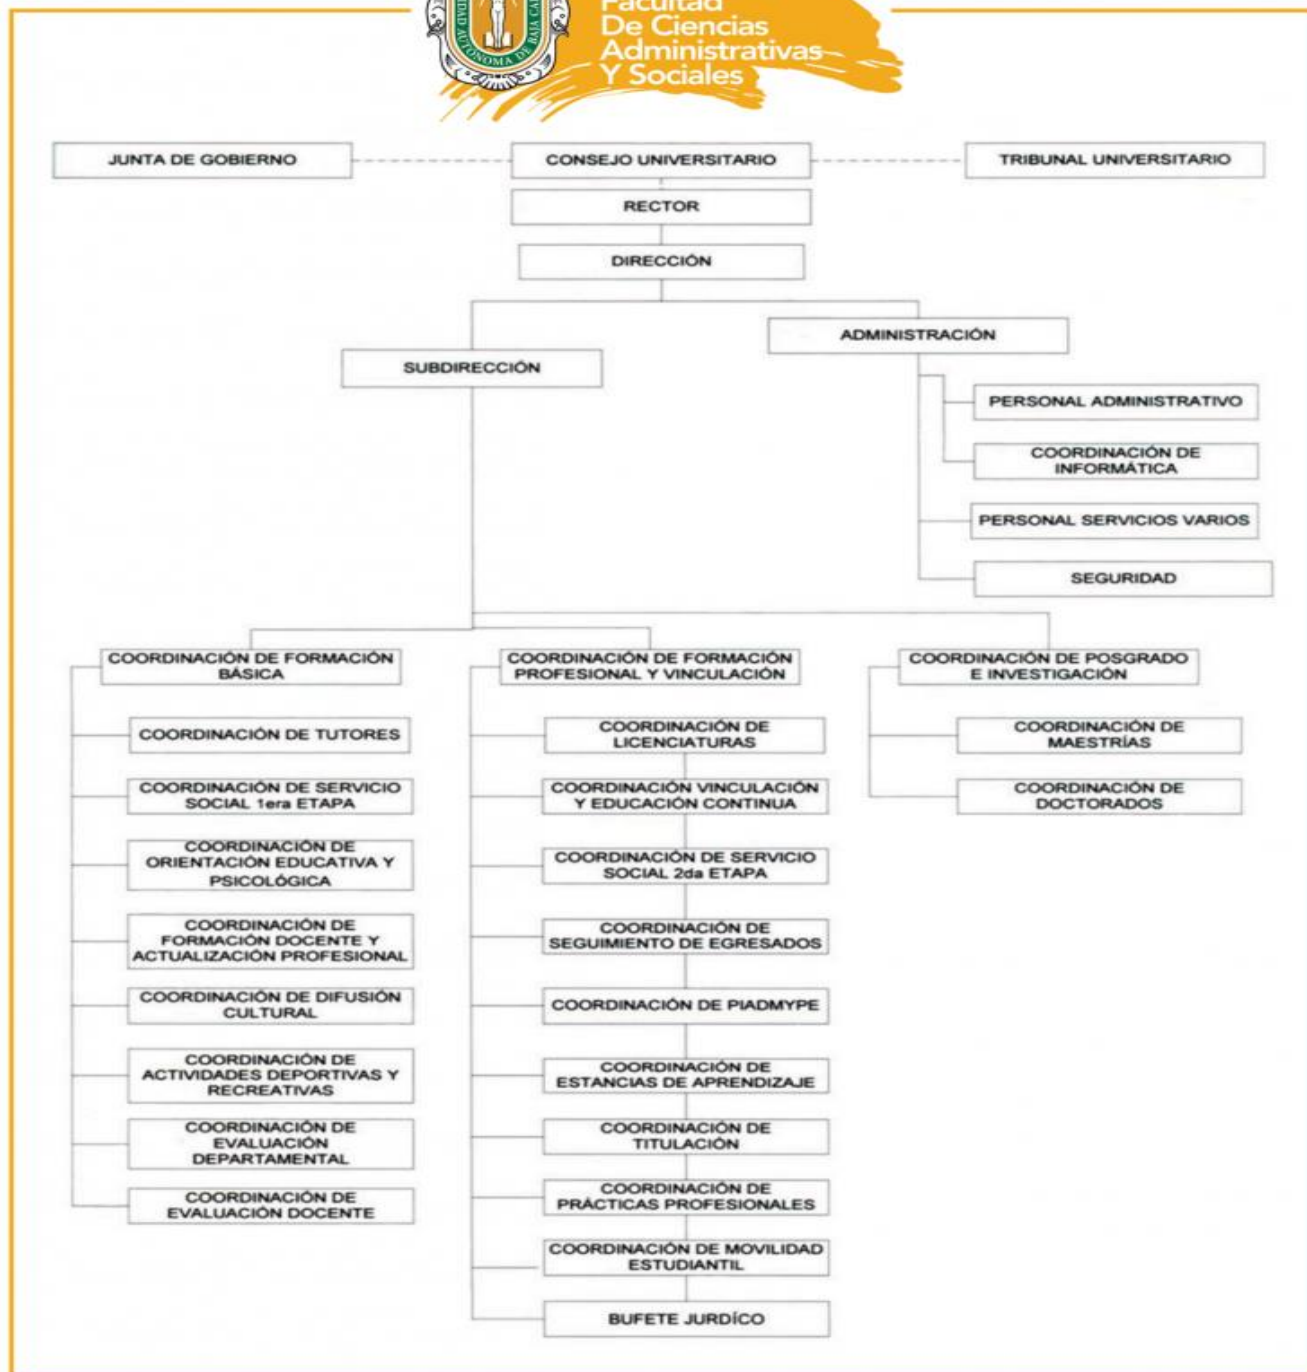 Facultad
De Ciencias
Administrativas
Y Sociales
AUTÓNOMA DE BAJA
JUNTA DE GOBIERNO
CONSEJO UNIVERSITARIO
TRIBUNAL UNIVERSITARIO
RECTOR
DIRECCIÓN
ADMINISTRACIÓN
SUBDIRECCIÓN
PERSONAL ADMINISTRATIVO
COORDINACIÓN DE
INFORMÁTICA
PERSONAL SERVICIOS VARIOS
SEGURIDAD
COORDINACIÓN DE FORMACIÓN
BÁSICA
COORDINACIÓN DE TUTORES
COORDINACIÓN DE SERVICIO
SOCIAL 1era ETAPA
COORDINACIÓN DE
ORIENTACIÓN EDUCATIVA Y
PSICOLÓGICA
COORDINACIÓN DE
FORMACIÓN DOCENTE Y
ACTUALIZACIÓN PROFESIONAL
COORDINACIÓN DE DIFUSIÓN
CULTURAL
COORDINACIÓN DE
ACTIVIDADES DEPORTIVAS Y
RECREATIVAS
COORDINACIÓN DE
EVALUACIÓN
DEPARTAMENTAL
COORDINACIÓN DE
EVALUACIÓN DOCENTE
COORDINACIÓN DE FORMACIÓN
PROFESIONAL Y VINCULACIÓN
COORDINACIÓN DE
LICENCIATURAS
COORDINACIÓN VINCULACIÓN
Y EDUCACIÓN CONTINUA
COORDINACIÓN DE SERVICIO
SOCIAL 2da ETAPA
COORDINACIÓN DE
SEGUIMIENTO DE EGRESADOS
COORDINACIÓN DE PIADMYPE
COORDINACIÓN DE
ESTANCIAS DE APRENDIZAJE
COORDINACIÓN DE
TITULACIÓN
COORDINACIÓN DE
PRÁCTICAS PROFESIONALES
COORDINACIÓN DE MOVILIDAD
ESTUDIANTIL
BUFETE JURDÍCO
COORDINACIÓN DE POSGRADO
E INVESTIGACIÓN
COORDINACIÓN DE
MAESTRÍAS
COORDINACIÓN DE
DOCTORADOS